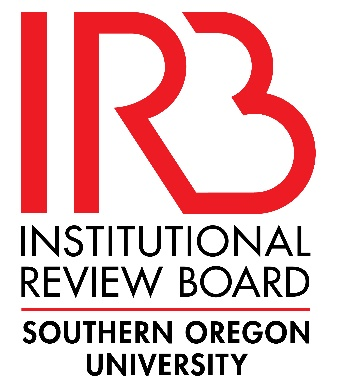 IRB
INSTITUTIONAL
REVIEW BOARD
SOUTHERN OREGON
UNIVERSITY